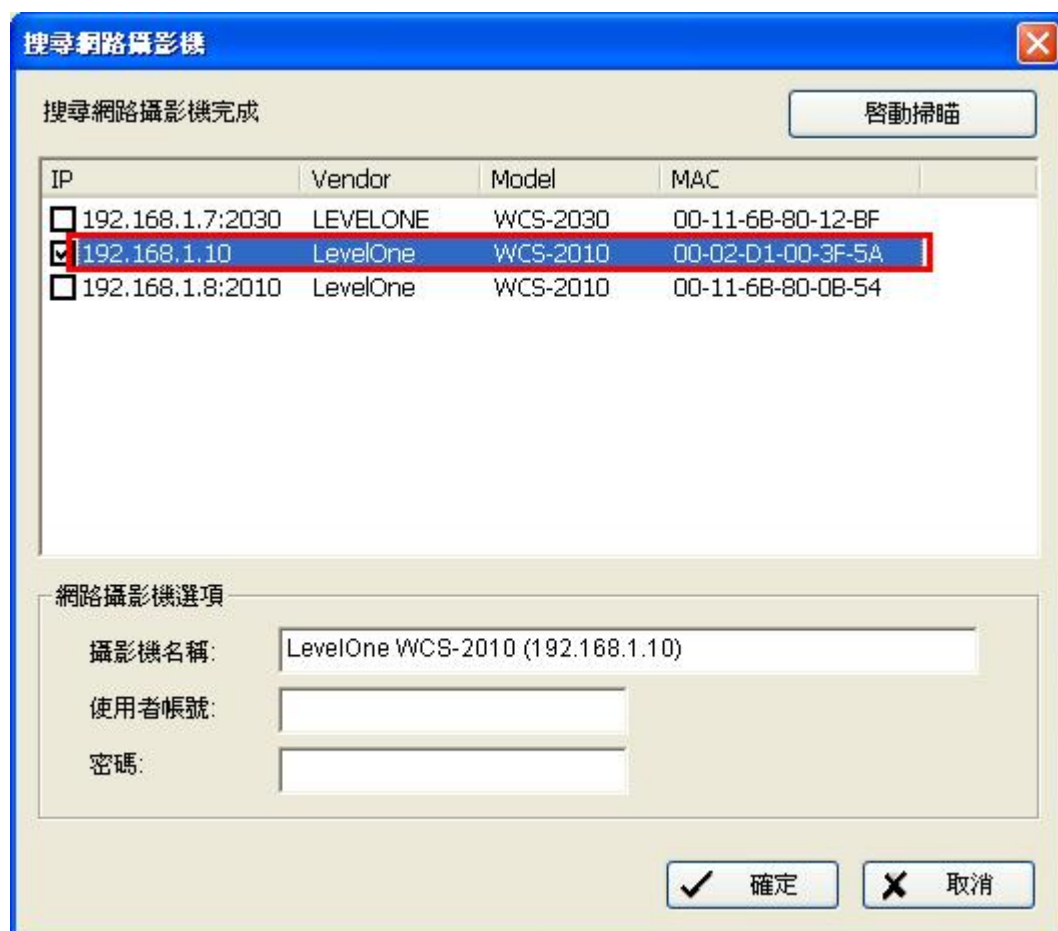 搜尋網路攝影機
搜尋網路攝影機完成
啓動掃瞄
IP Vendor Model MAC
192.168.1.7:2030 LEVELONE WCS-2030 00-11-6B-80-12-BF
192.168.1.10 LevelOne WCS-2010 00-02-D1-00-3F-5A
192.168.1.8:2010 LevelOne WCS-2010 00-11-6B-80-0B-54
網路攝影機選項
攝影機名稱: LevelOne WCS-2010 (192.168.1.10)
使用者帳號:
密碼:
確定 取消